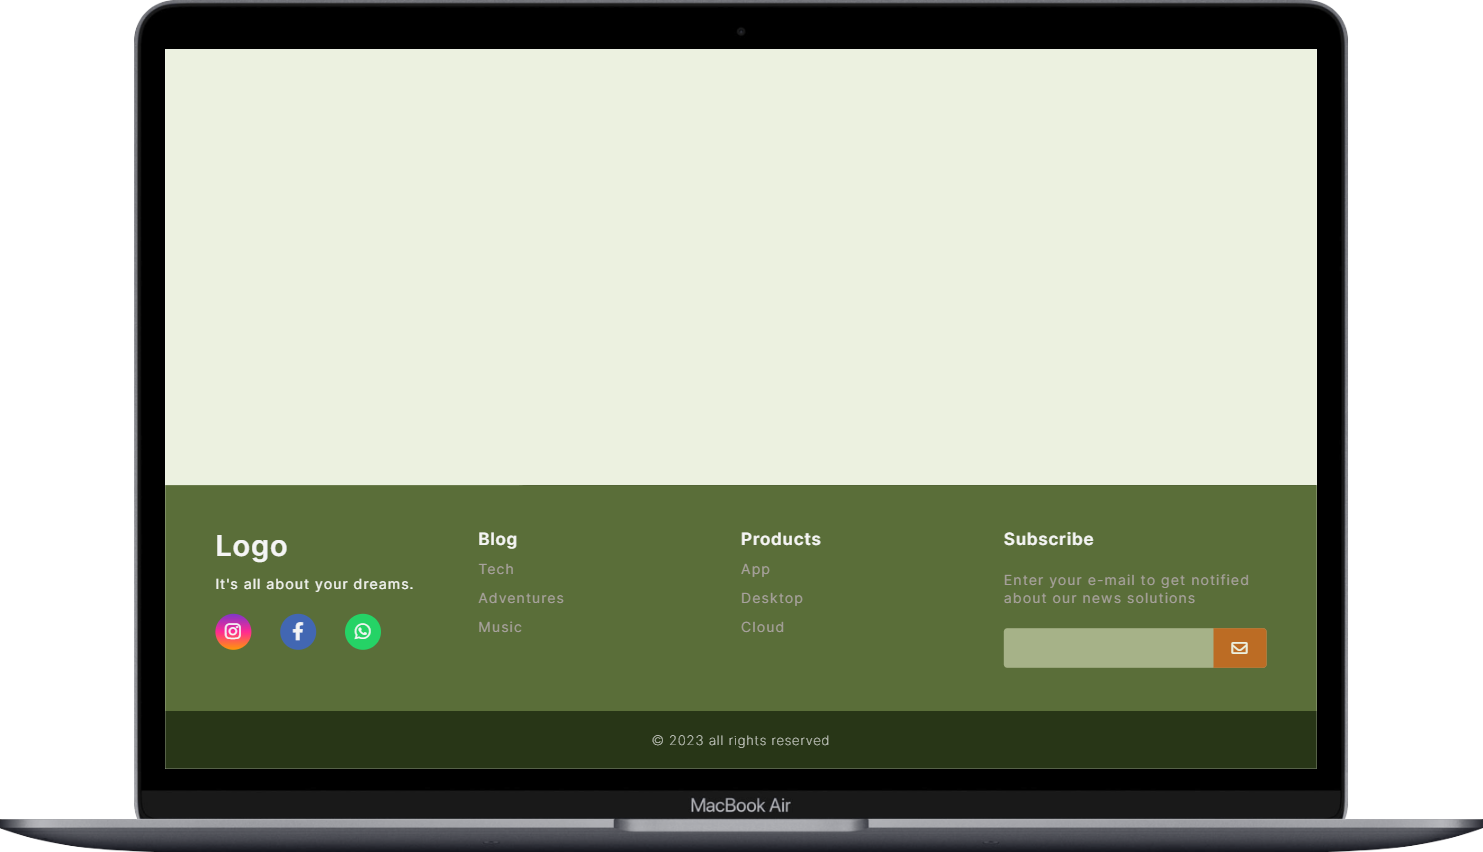 Logo
It's all about your dreams.
Blog
Tech
Adventures
Music
Products
App
Desktop
Cloud
Subscribe
Enter your e-mail to get notified
about our news solutions
© 2023 all rights reserved
MacBook Air